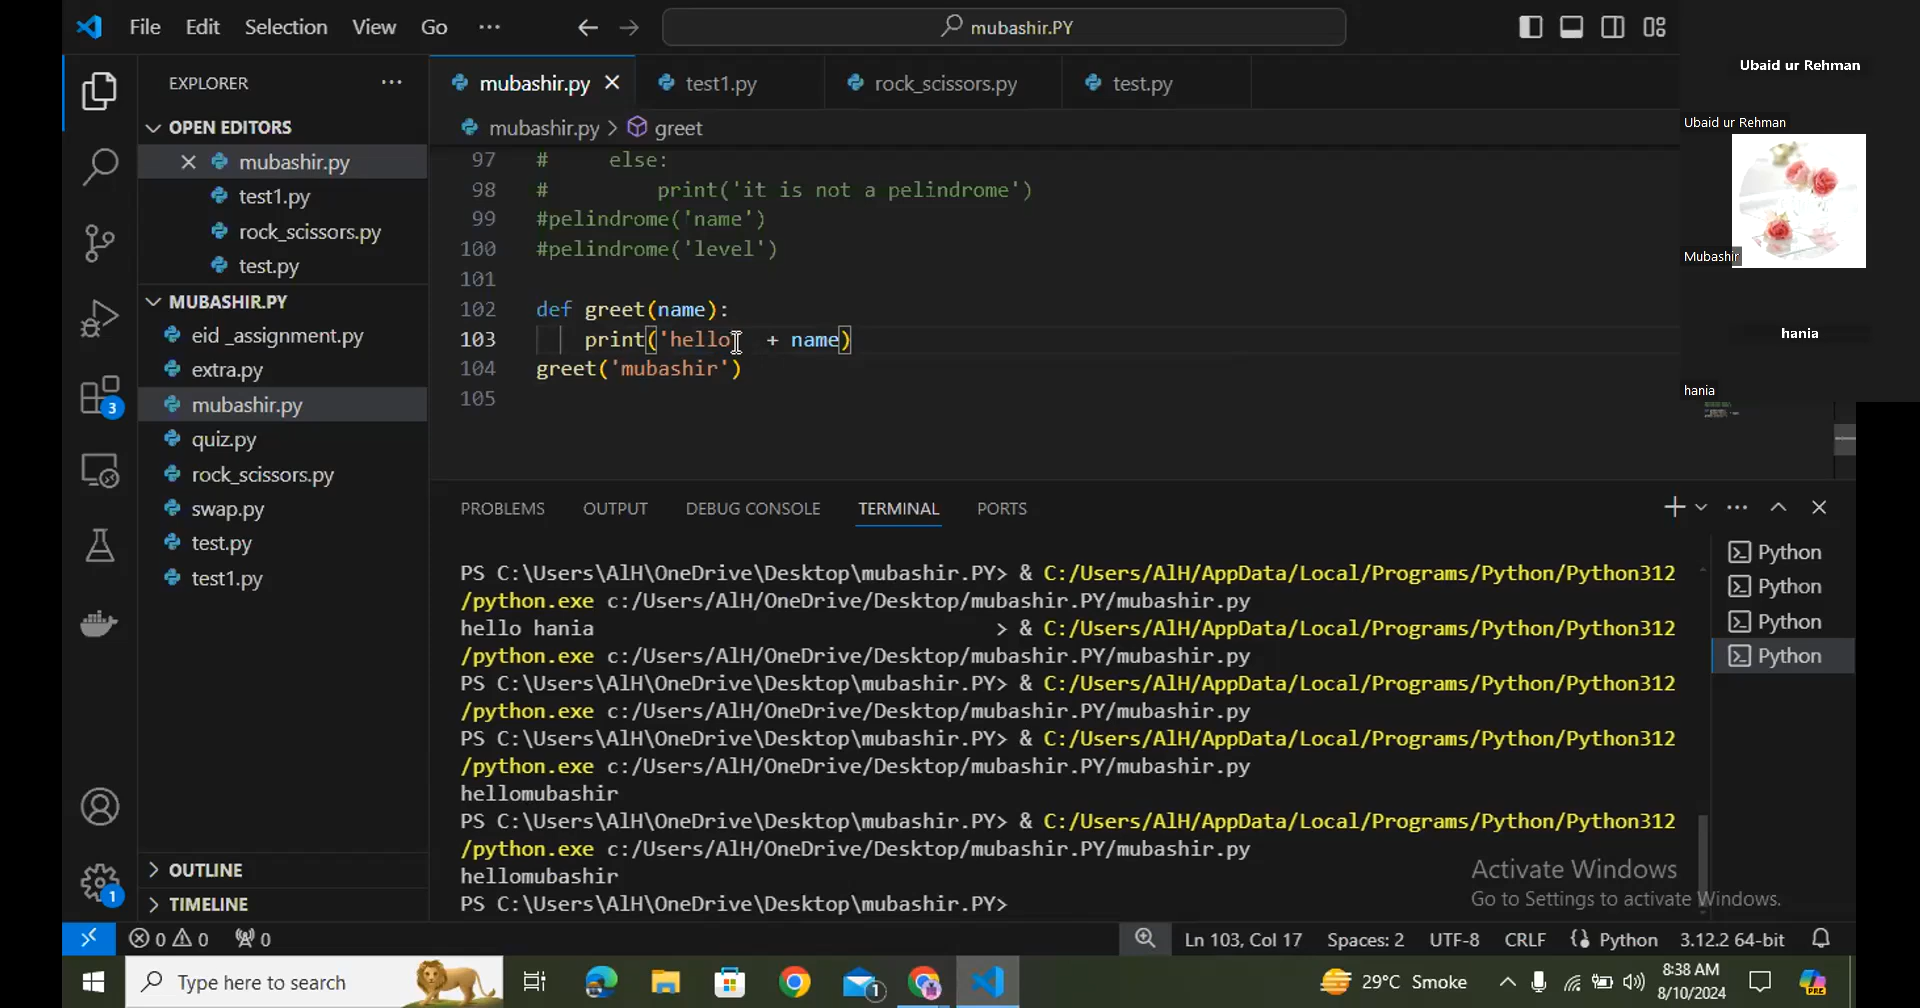 File Edit Selection View Go ···
mubashir.PY
EXPLORER
OPEN EDITORS
mubashir.py
test1.py
rock_scissors.py
test.py
MUBASHIR.PY
eid _assignment.py
extra.py
mubashir.py
quiz.py
rock_scissors.py
swap.py
test.py
test1.py
OUTLINE
TIMELINE
3
1
mubashir.py
test1.py
rock_scissors.py
test.py
mubashir.py > greet
97 # else:
98 # print('it is not a pelindrome')
99 #pelindrome('name')
100 #pelindrome('level')
101
102 def greet(name):
103 print('hello' + name)
104 greet('mubashir')
105
PROBLEMS OUTPUT DEBUG CONSOLE TERMINAL PORTS
PS C:\Users\AlH\OneDrive\Desktop\mubashir.PY> & C:/Users/AlH/AppData/Local/Programs/Python/Python312
/python.exe c:/Users/AlH/OneDrive/Desktop/mubashir.PY/mubashir.py
hello hania > & C:/Users/AlH/AppData/Local/Programs/Python/Python312
/python.exe c:/Users/AlH/OneDrive/Desktop/mubashir.PY/mubashir.py
PS C:\Users\AlH\OneDrive\Desktop\mubashir.PY> & C:/Users/AlH/AppData/Local/Programs/Python/Python312
/python.exe c:/Users/AlH/OneDrive/Desktop/mubashir.PY/mubashir.py
PS C:\Users\AlH\OneDrive\Desktop\mubashir.PY> & C:/Users/AlH/AppData/Local/Programs/Python/Python312
/python.exe c:/Users/AlH/OneDrive/Desktop/mubashir.PY/mubashir.py
hellomubashir
PS C:\Users\AlH\OneDrive\Desktop\mubashir.PY> & C:/Users/AlH/AppData/Local/Programs/Python/Python312
/python.exe c:/Users/AlH/OneDrive/Desktop/mubashir.PY/mubashir.py
hellomubashir
PS C:\Users\AlH\OneDrive\Desktop\mubashir.PY>
Python
Python
Python
Python
Activate Windows
Go to Settings to activate Windows.
Ubaid ur Rehman
Ubaid ur Rehman
Mubashir
hania
hania
0 0 0
Ln 103, Col 17 Spaces: 2 UTF-8 CRLF Python 3.12.2 64-bit
Type here to search
1
29°C Smoke
8:38 AM
8/10/2024
PRE